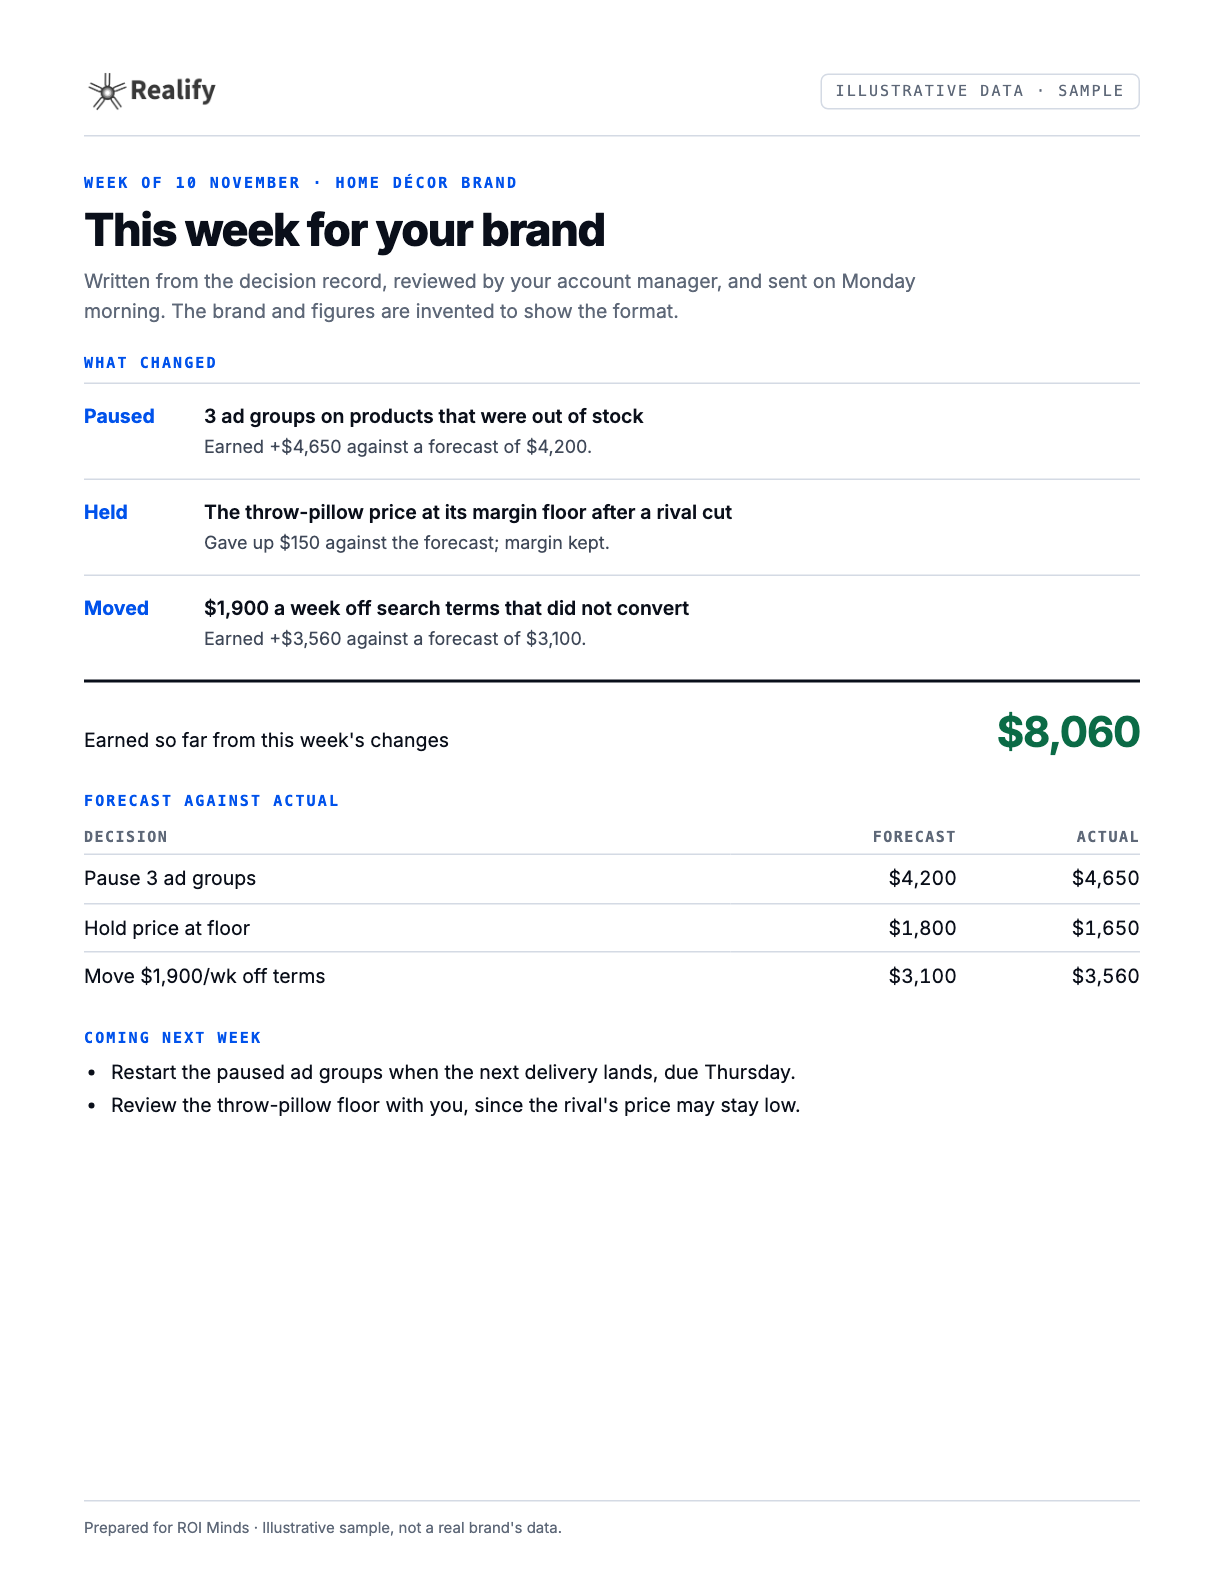 Realify
ILLUSTRATIVE DATA · SAMPLE
WEEK OF 10 NOVEMBER · HOME DÉCOR BRAND
This week for your brand
Written from the decision record, reviewed by your account manager, and sent on Monday
morning. The brand and figures are invented to show the format.
WHAT CHANGED
Paused 3 ad groups on products that were out of stock
Earned +$4,650 against a forecast of $4,200.
Held The throw-pillow price at its margin floor after a rival cut
Gave up $150 against the forecast; margin kept.
Moved $1,900 a week off search terms that did not convert
Earned +$3,560 against a forecast of $3,100.
Earned so far from this week's changes $8,060
FORECAST AGAINST ACTUAL
DECISION FORECAST ACTUAL
Pause 3 ad groups $4,200 $4,650
Hold price at floor $1,800 $1,650
Move $1,900/wk off terms $3,100 $3,560
COMING NEXT WEEK
• Restart the paused ad groups when the next delivery lands, due Thursday.
• Review the throw-pillow floor with you, since the rival's price may stay low.
Prepared for ROI Minds · Illustrative sample, not a real brand's data.